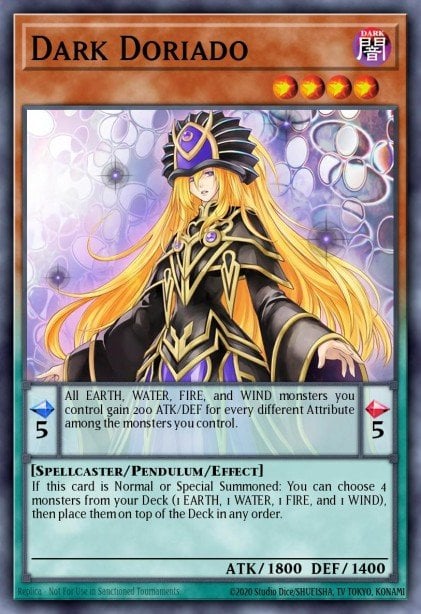 Dark Doriado
DARK
闇
All EARTH, WATER, FIRE, and WIND monsters you
control gain 200 ATK/DEF for every different Attribute
among the monsters you control.
5
5
[Spellcaster/Pendulum/Effect]
If this card is Normal or Special Summoned: You can choose 4
monsters from your Deck (1 EARTH, 1 WATER, 1 FIRE, and 1 WIND),
then place them on top of the Deck in any order.
ATK/1800 DEF/1400
Replica - Not For Use in Sanctioned Tournaments
©2020 Studio Dice/SHUEISHA, TV TOKYO, KONAMI